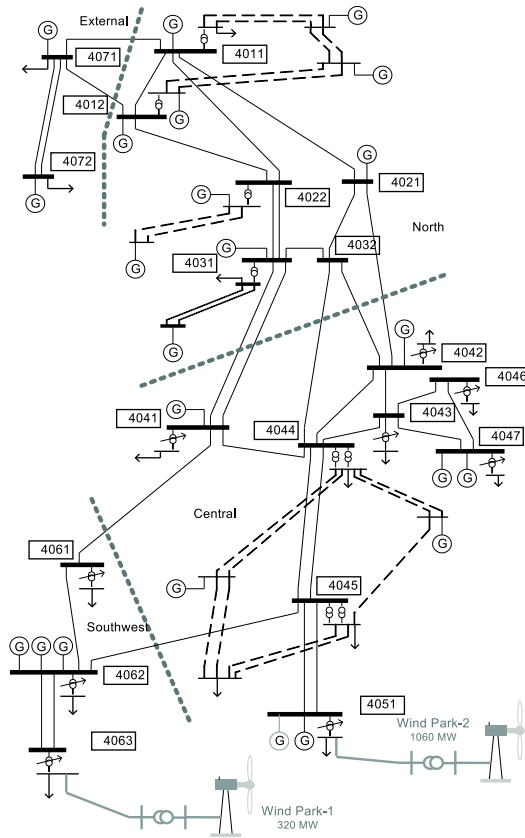 External
G
G
G
4071
4011
G
4012
G
G
4072
G
G
4021
G
4022
G
4032
North
G
4031
G
G
G
4042
4046
4043
G
4041
4044
4047
G
G
Central
G
4061
G
4045
Southwest
G
G
G
4062
4051
4063
G
G
Wind Park-2
1060 MW
Wind Park-1
320 MW